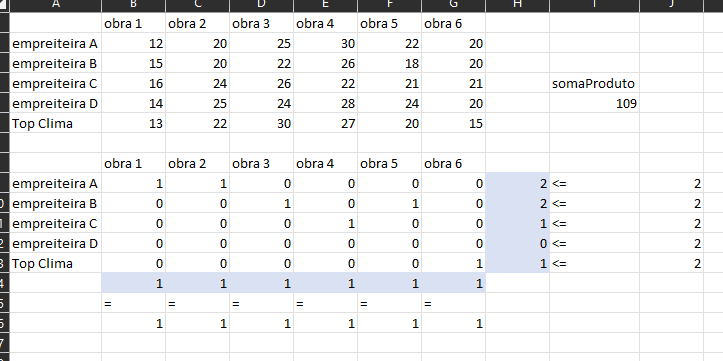 A B C D E F G H I J
obra 1 obra 2 obra 3 obra 4 obra 5 obra 6
empreiteira A 12 20 25 30 22 20
empreiteira B 15 20 22 26 18 20
empreiteira C 16 24 26 22 21 21 somaProduto
empreiteira D 14 25 24 28 24 20 109
Top Clima 13 22 30 27 20 15
obra 1 obra 2 obra 3 obra 4 obra 5 obra 6
empreiteira A 1 1 0 0 0 0 2 <= 2
0 empreiteira B 0 0 1 0 1 0 2 <= 2
1 empreiteira C 0 0 0 1 0 0 1 <= 2
2 empreiteira D 0 0 0 0 0 0 0 <= 2
3 Top Clima 0 0 0 0 0 1 1 <= 2
4 1 1 1 1 1 1
5 = = = = = =
6 1 1 1 1 1 1
7